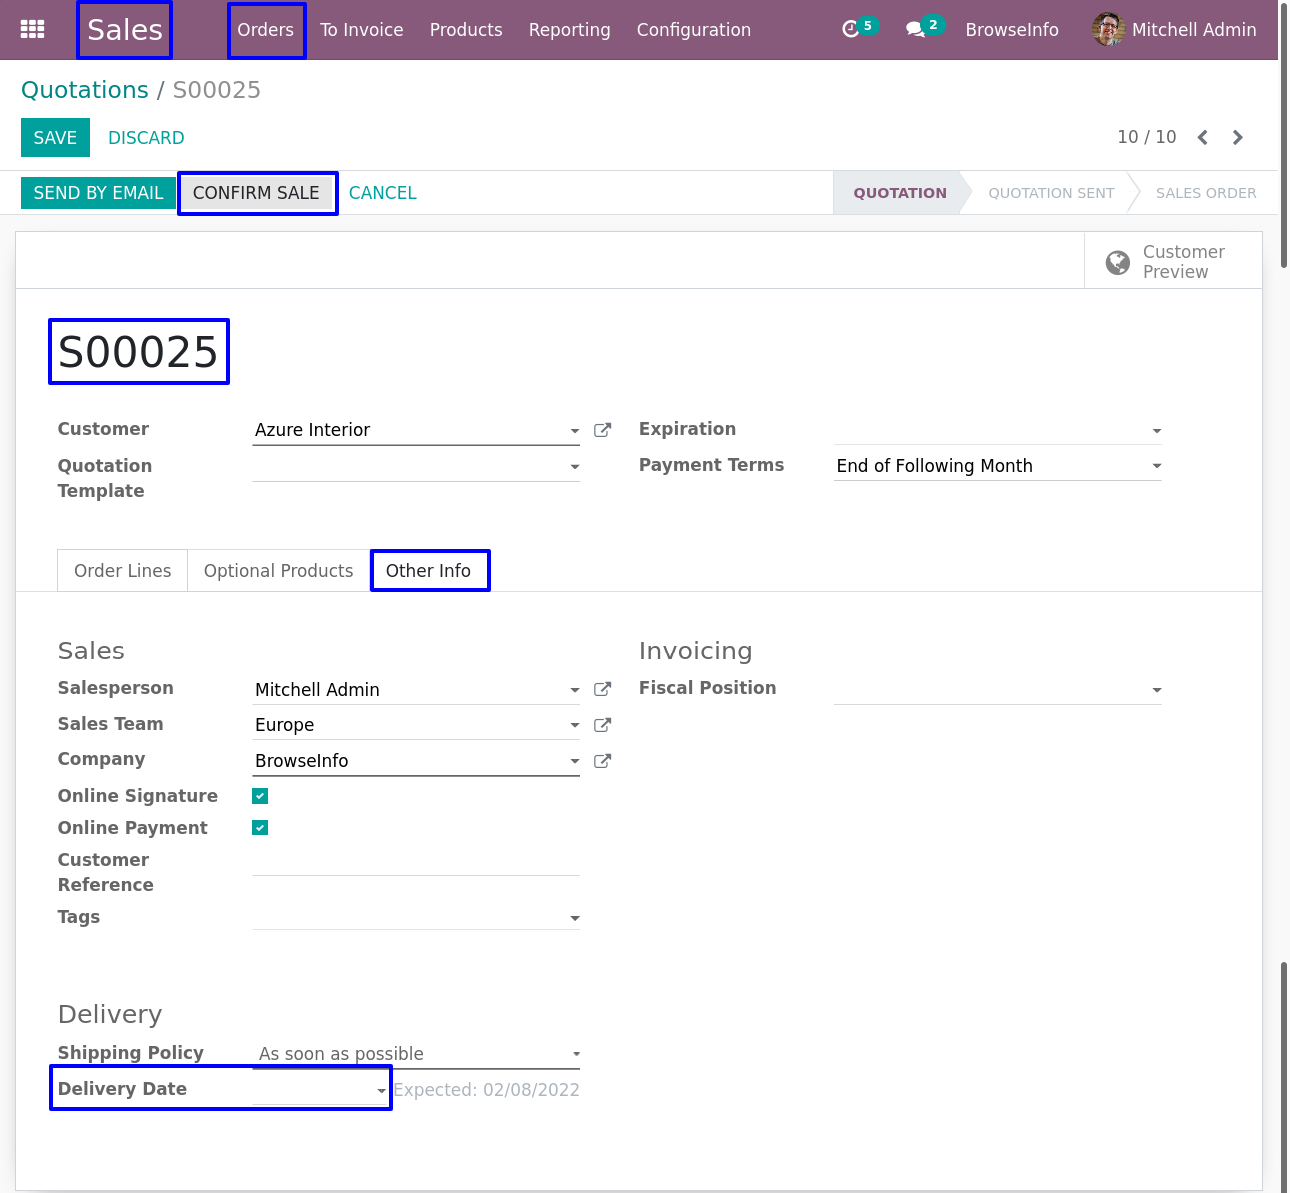 Sales Orders To Invoice Products Reporting Configuration 5 2 BrowseInfo Mitchell Admin
Quotations / S00025
SAVE DISCARD 10 / 10
SEND BY EMAIL CONFIRM SALE CANCEL QUOTATION QUOTATION SENT SALES ORDER
Customer
Preview
S00025
Customer Azure Interior Expiration
Quotation
Template
Payment Terms End of Following Month
Order Lines Optional Products Other Info
Sales Invoicing
Salesperson Mitchell Admin Fiscal Position
Sales Team Europe
Company BrowseInfo
Online Signature
Online Payment
Customer
Reference
Tags
Delivery
Shipping Policy As soon as possible
Delivery Date Expected: 02/08/2022